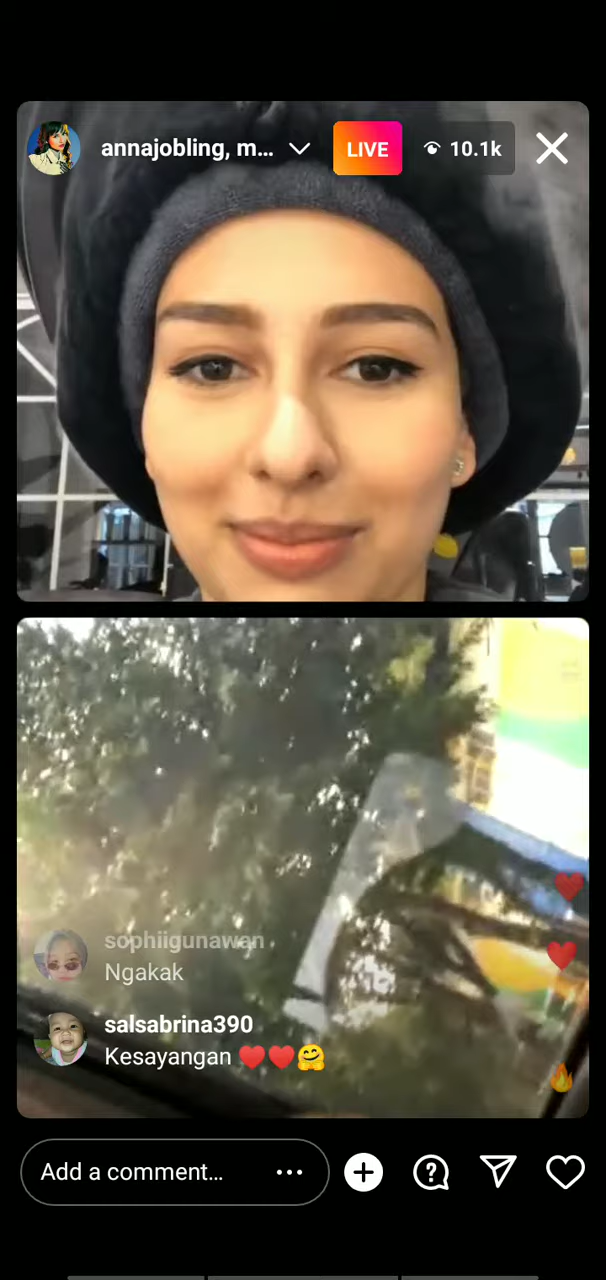 annajobling, m...
LIVE
10.1k
sophiigunawan
Ngakak
salsabrina390
Kesayangan ❤️❤️🤗
Add a comment...